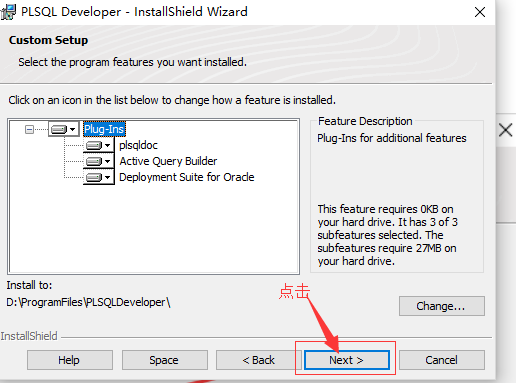 PLSQL Developer - InstallShield Wizard
Custom Setup
Select the program features you want installed.
Click on an icon in the list below to change how a feature is installed.
Plug-Ins
plsqldoc
Active Query Builder
Deployment Suite for Oracle
Feature Description
Plug-Ins for additional features
This feature requires 0KB on
your hard drive. It has 3 of 3
subfeatures selected. The
subfeatures require 27MB on
your hard drive.
Install to:
D:\ProgramFiles\PLSQLDeveloper\
点击
Change...
InstallShield
Help
Space
< Back
Next >
Cancel